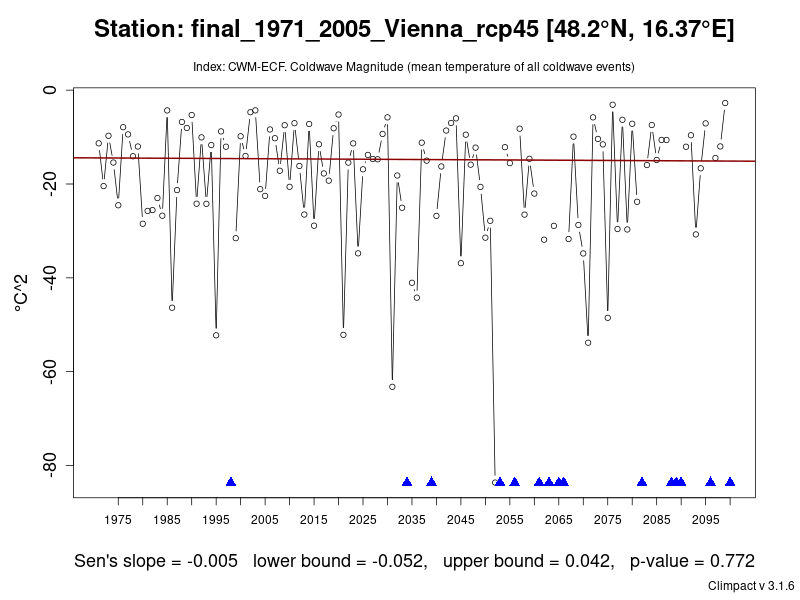 Station: final_1971_2005_Vienna_rcp45 [48.2°N, 16.37°E]
Index: CWM-ECF. Coldwave Magnitude (mean temperature of all coldwave events)
0
-20
-40
-60
-80
°C^2
1975 1985 1995 2005 2015 2025 2035 2045 2055 2065 2075 2085 2095
Sen's slope = -0.005 lower bound = -0.052, upper bound = 0.042, p-value = 0.772
Climpact v 3.1.6